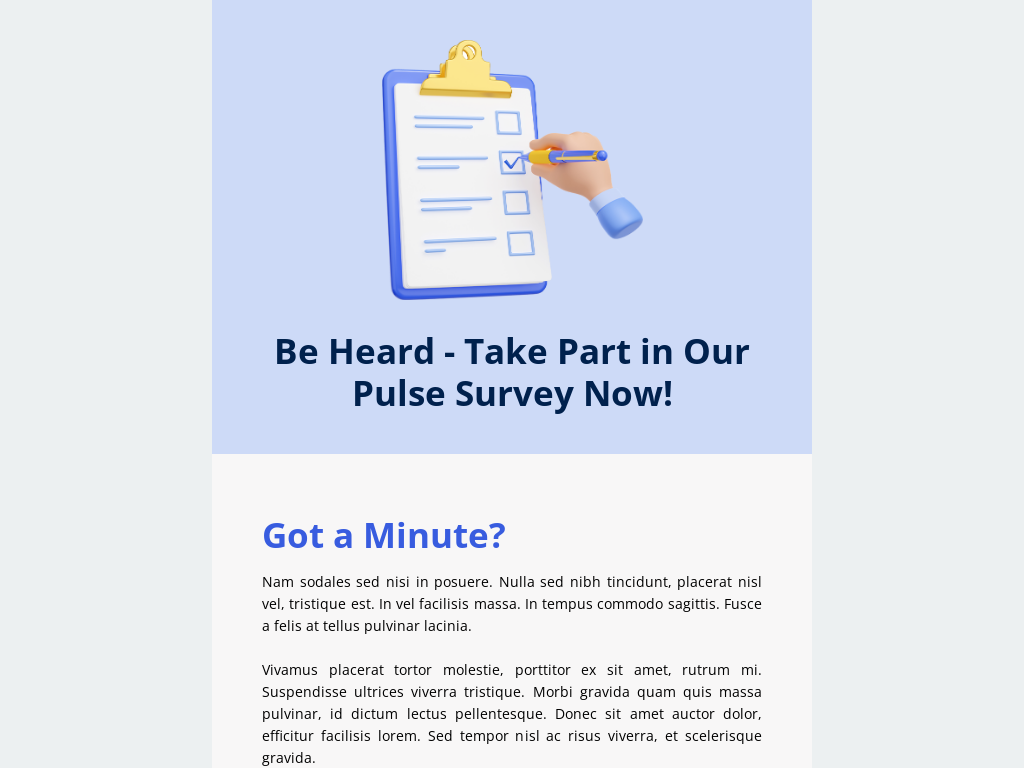 Be Heard - Take Part in Our
Pulse Survey Now!
Got a Minute?
Nam sodales sed nisi in posuere. Nulla sed nibh tincidunt, placerat nisl
vel, tristique est. In vel facilisis massa. In tempus commodo sagittis. Fusce
a felis at tellus pulvinar lacinia.
Vivamus placerat tortor molestie, porttitor ex sit amet, rutrum mi.
Suspendisse ultrices viverra tristique. Morbi gravida quam quis massa
pulvinar, id dictum lectus pellentesque. Donec sit amet auctor dolor,
efficitur facilisis lorem. Sed tempor nisl ac risus viverra, et scelerisque
gravida.